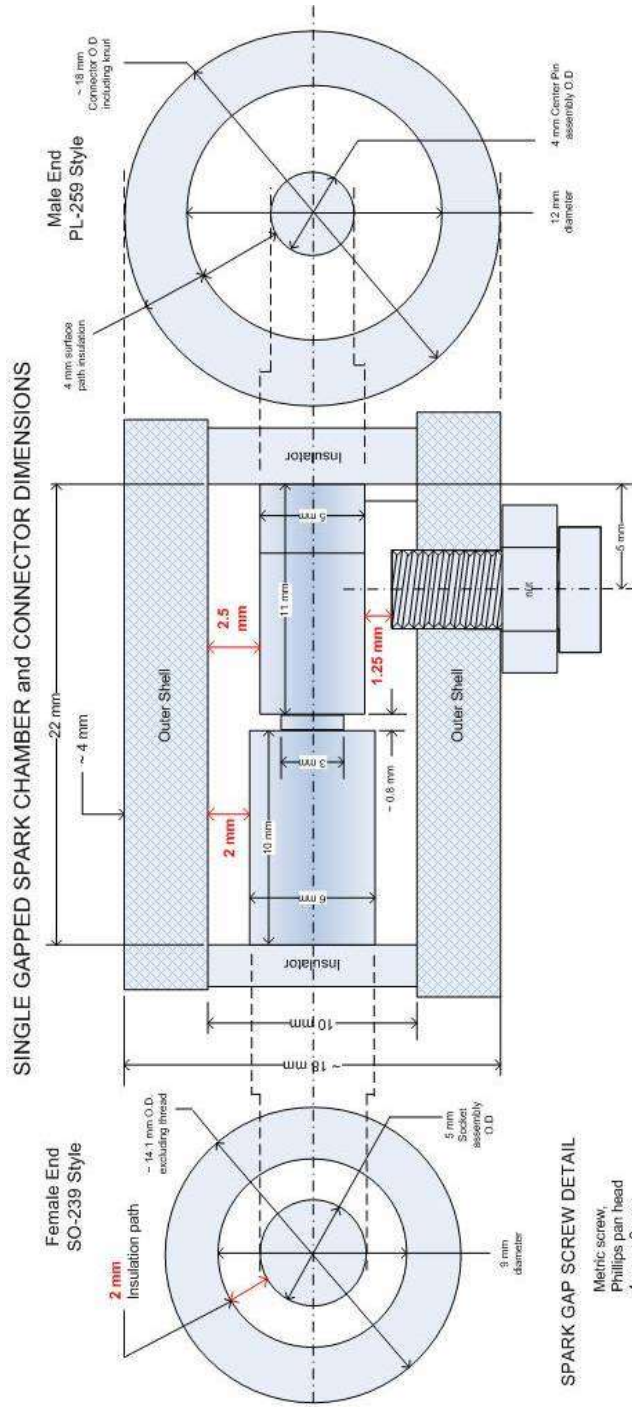 SINGLE GAPPED SPARK CHAMBER and CONNECTOR DIMENSIONS
Female End
SO-239 Style
2 mm
Insulation path
~ 14.1 mm O.D.
excluding thread
5 mm
Socket
assembly
O.D
9 mm
diameter
~ 18 mm
10 mm
~ 4 mm
22 mm
Outer Shell
2 mm
2.5
mm
Insulator
10 mm
6 mm
3 mm
11 mm
5 mm
Insulator
~ 0.8 mm
1.25 mm
Outer Shell
nut
5 mm
Male End
PL-259 Style
4 mm surface
path insulation
~ 18 mm
Connector O.D
including knurl
4 mm Center Pin
assembly O.D
12 mm
diameter
SPARK GAP SCREW DETAIL
Metric screw,
Phillips pan head